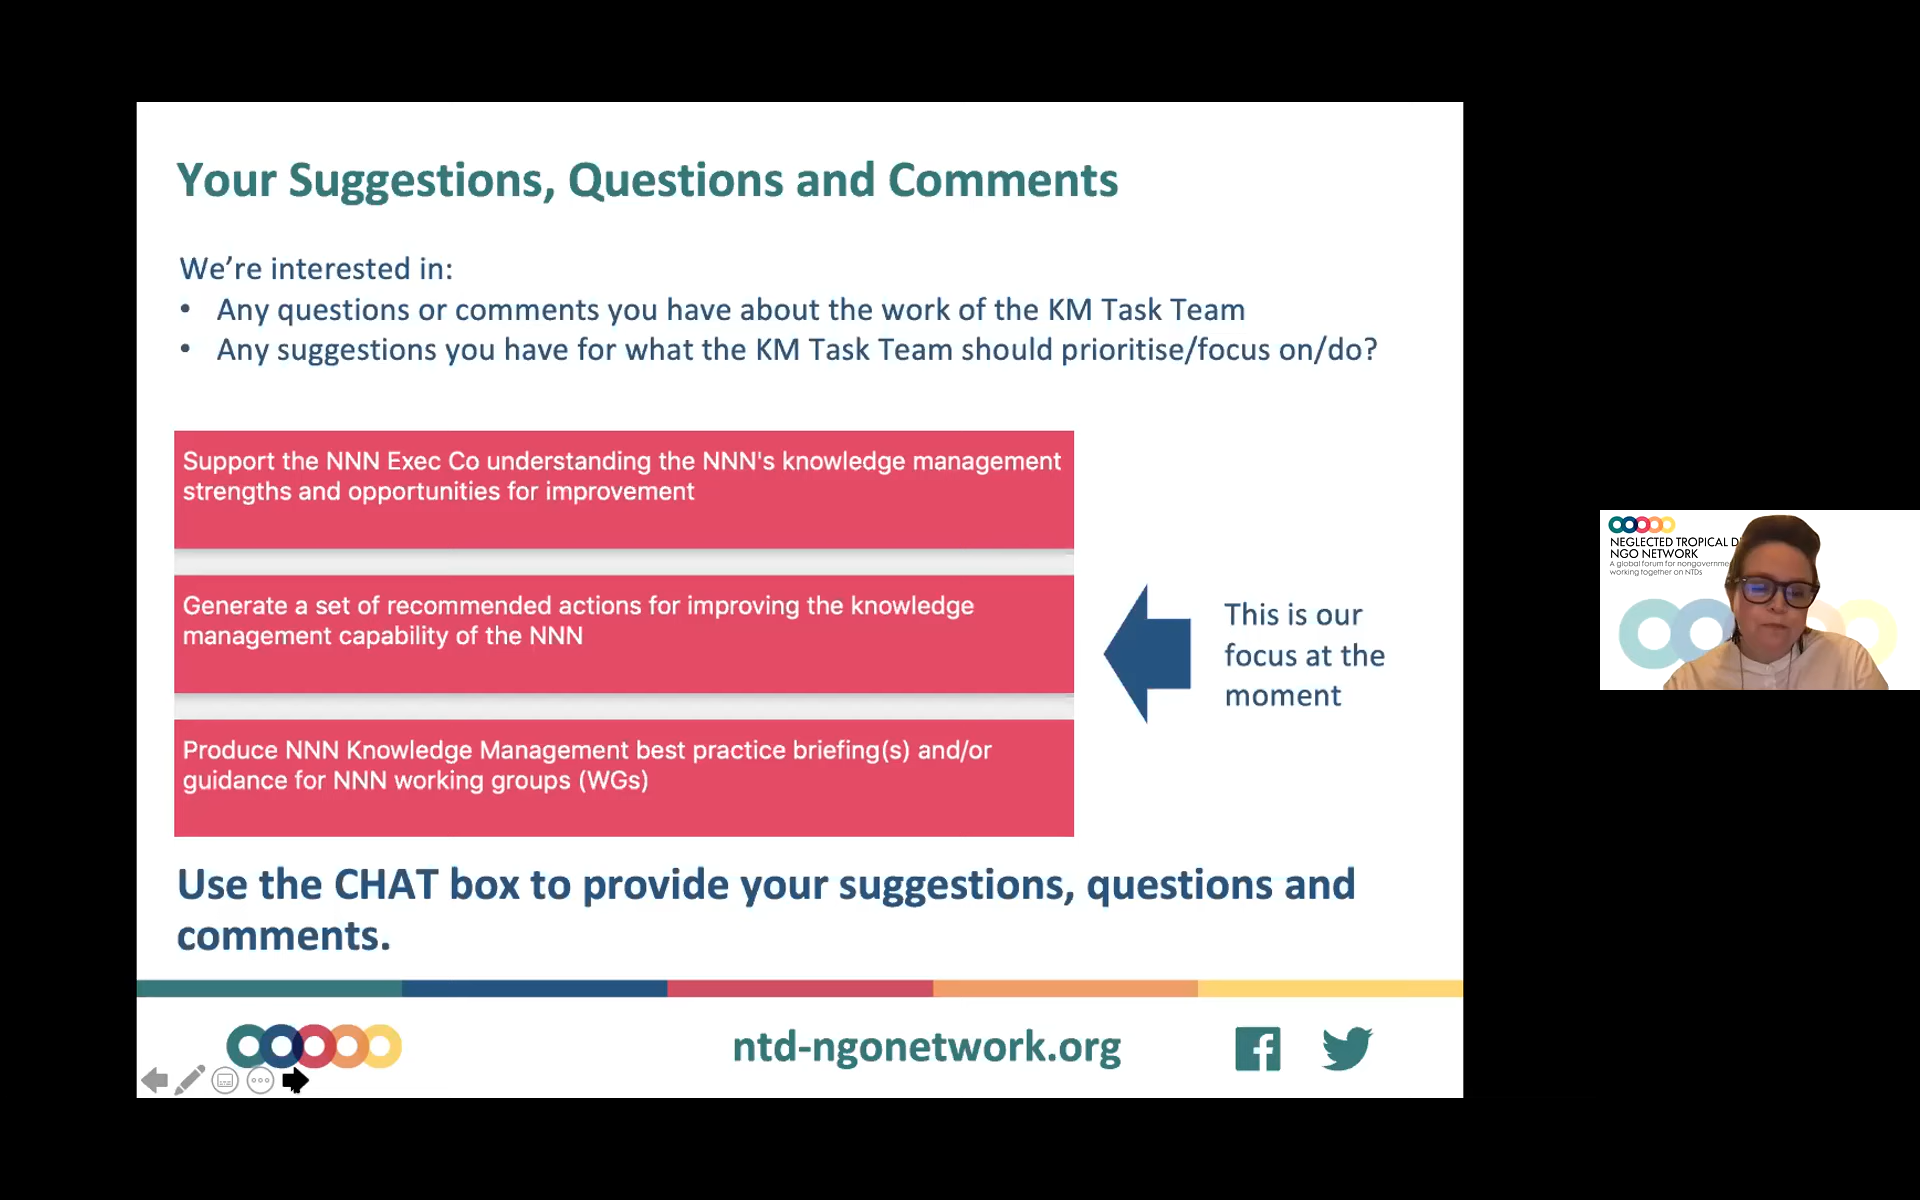 Your Suggestions, Questions and Comments
We’re interested in:
• Any questions or comments you have about the work of the KM Task Team
• Any suggestions you have for what the KM Task Team should prioritise/focus on/do?
Support the NNN Exec Co understanding the NNN's knowledge management
strengths and opportunities for improvement
Generate a set of recommended actions for improving the knowledge
management capability of the NNN
This is our
focus at the
moment
Produce NNN Knowledge Management best practice briefing(s) and/or
guidance for NNN working groups (WGs)
Use the CHAT box to provide your suggestions, questions and
comments.
ntd-ngonetwork.org
NEGLECTED TROPICAL D
NGO NETWORK
A global forum for nongovernme
working together on NTDs